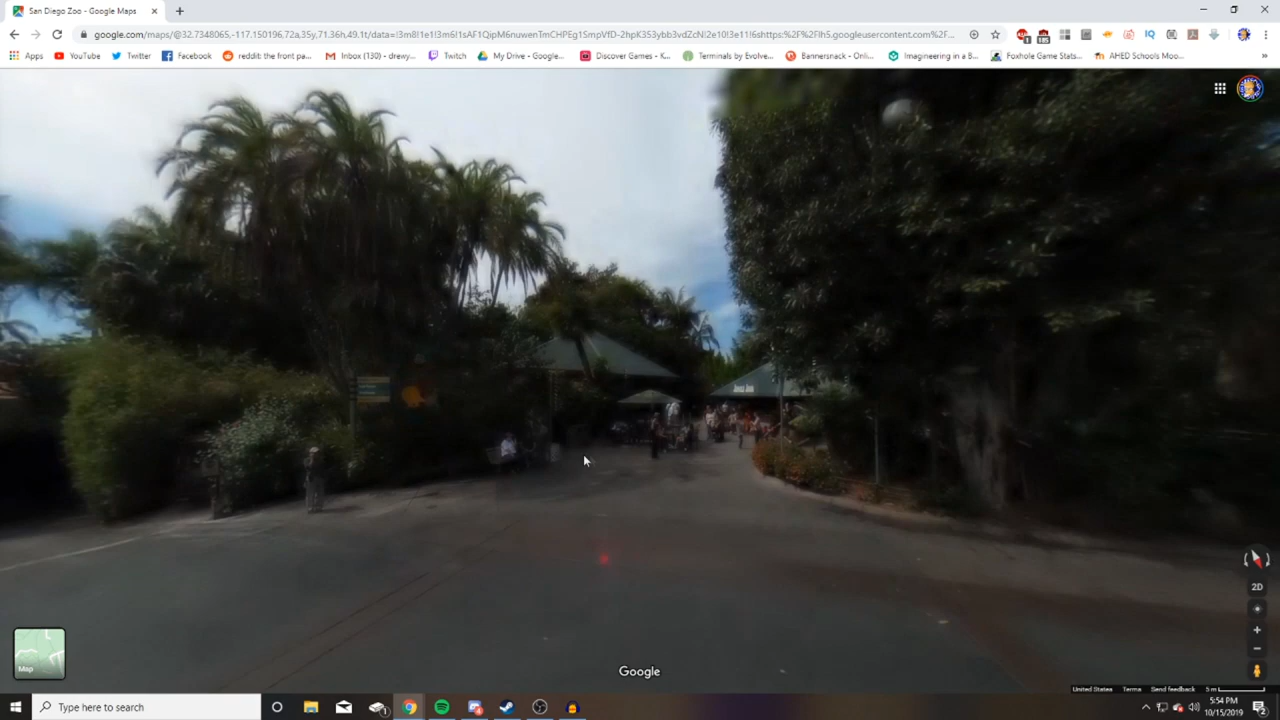 San Diego Zoo - Google Maps
google.com/maps/@32.7348065,-117.150196,72a,35y,71.36h,49.1t/data=!3m8!1e1!3m6!1sAF1QipM6nuwenTmCHPEg1SmpVfD-2hpK353ybb3vdZcN!2e10!3e11!6shttps:%2F%2Flh5.googleusercontent.com%2F...
Apps YouTube Twitter Facebook reddit: the front pa... Inbox (130) - drewy... Twitch My Drive - Google... Discover Games - K... Terminals by Evolve... Bannersnack - Onli... Imagineering in a B... Foxhole Game Stats... AHED Schools Moo... »
2D
Map
Google
United States Terms Send feedback 5 m
Type here to search
5:54 PM
10/15/2019